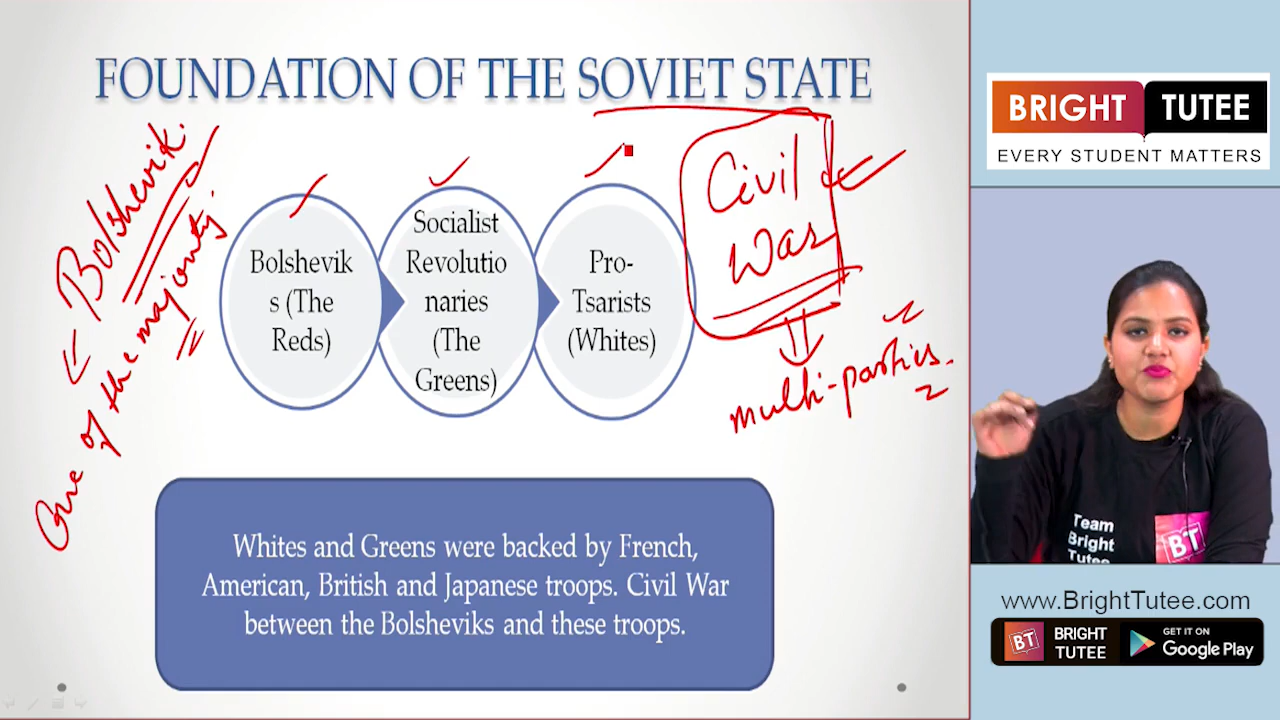 FOUNDATION OF THE SOVIET STATE
Bolshevik.
One of the majority.
Bolshevik
s (The
Reds)
Socialist
Revolutio
naries
(The
Greens)
Pro-
Tsarists
(Whites)
Civil
War
multi-parties.
Whites and Greens were backed by French,
American, British and Japanese troops. Civil War
between the Bolsheviks and these troops.
BRIGHT TUTEE
EVERY STUDENT MATTERS
Team
Bright
Tutee
BT
www.BrightTutee.com
BT
BRIGHT
TUTEE
GET IT ON
Google Play